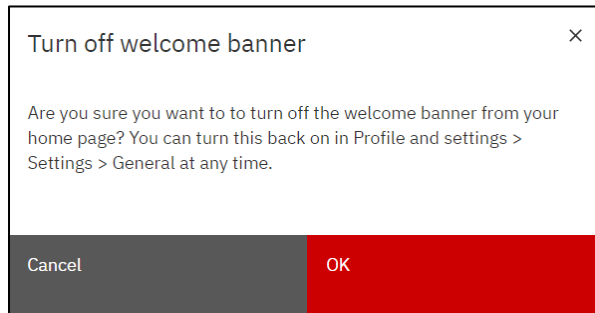 Turn off welcome banner
Are you sure you want to to turn off the welcome banner from your
home page? You can turn this back on in Profile and settings >
Settings > General at any time.
Cancel
OK